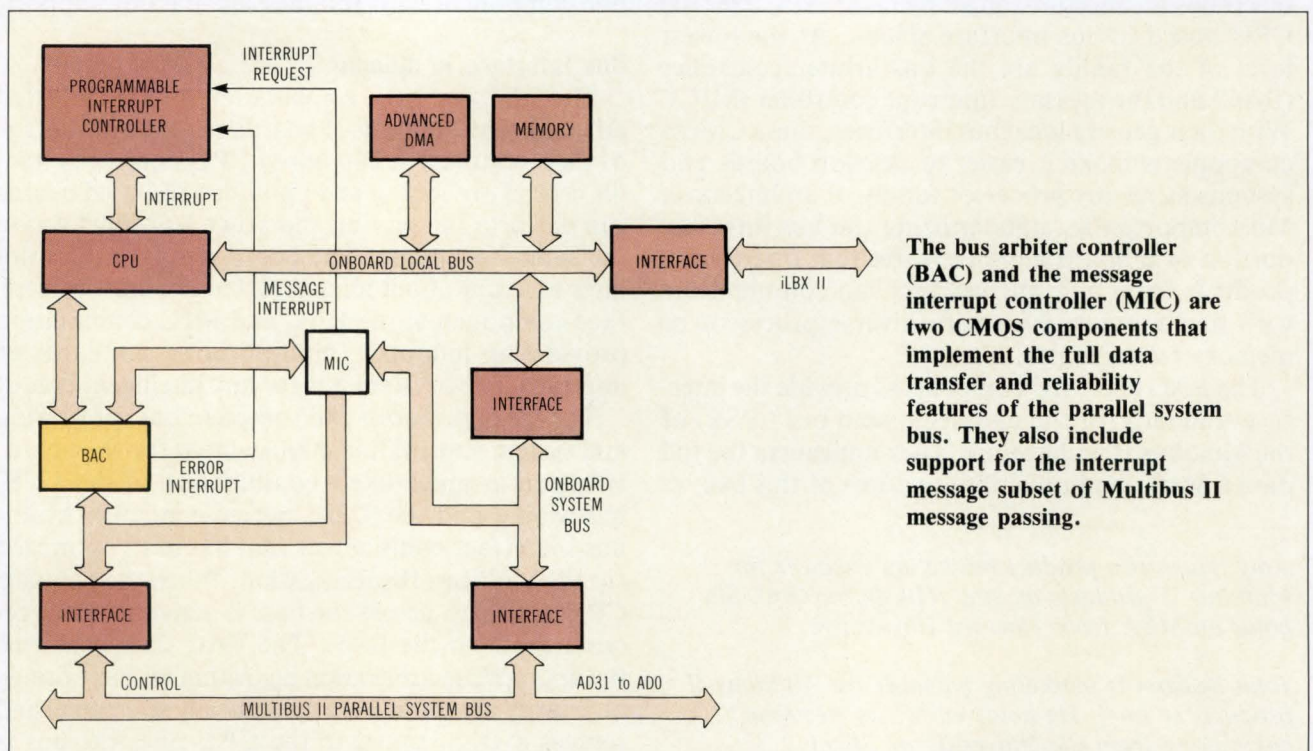 INTERRUPT
REQUEST
PROGRAMMABLE
INTERRUPT
CONTROLLER
ADVANCED
DMA
MEMORY
INTERRUPT
CPU
ONBOARD LOCAL BUS
INTERFACE
iLBX II
MESSAGE
INTERRUPT
MIC
INTERFACE
BAC
ERROR
INTERRUPT
ONBOARD
SYSTEM
BUS
INTERFACE
INTERFACE
CONTROL
AD31 to AD0
MULTIBUS II PARALLEL SYSTEM BUS
The bus arbiter controller
(BAC) and the message
interrupt controller (MIC) are
two CMOS components that
implement the full data
transfer and reliability
features of the parallel system
bus. They also include
support for the interrupt
message subset of Multibus II
message passing.